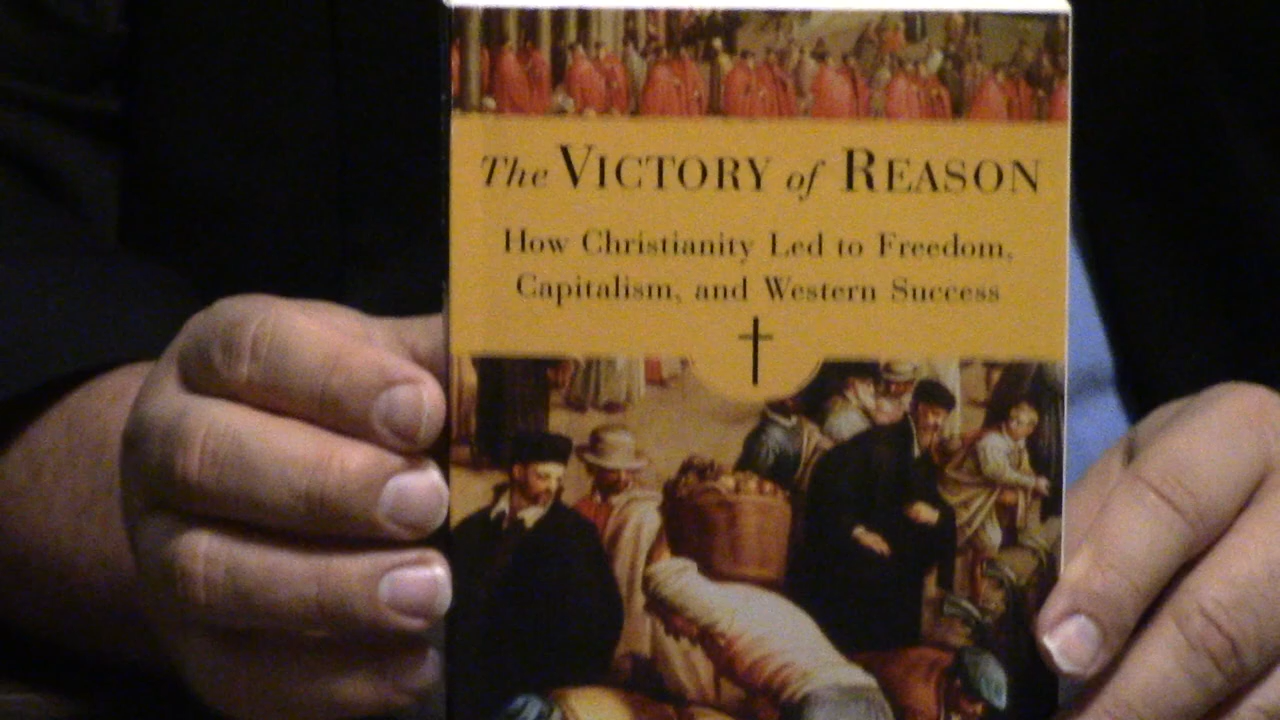 The VICTORY of REASON
How Christianity Led to Freedom,
Capitalism, and Western Success